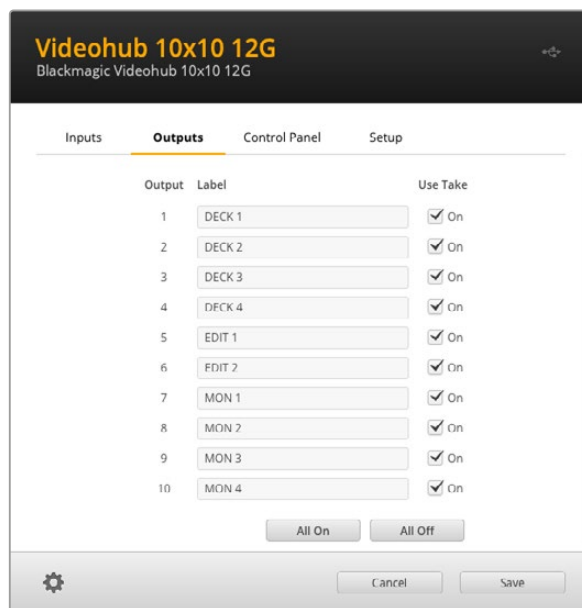 Videohub 10x10 12G
Blackmagic Videohub 10x10 12G
Inputs Outputs Control Panel Setup
Output Label Use Take
1 DECK 1 On
2 DECK 2 On
3 DECK 3 On
4 DECK 4 On
5 EDIT 1 On
6 EDIT 2 On
7 MON 1 On
8 MON 2 On
9 MON 3 On
10 MON 4 On
All On All Off
Cancel Save